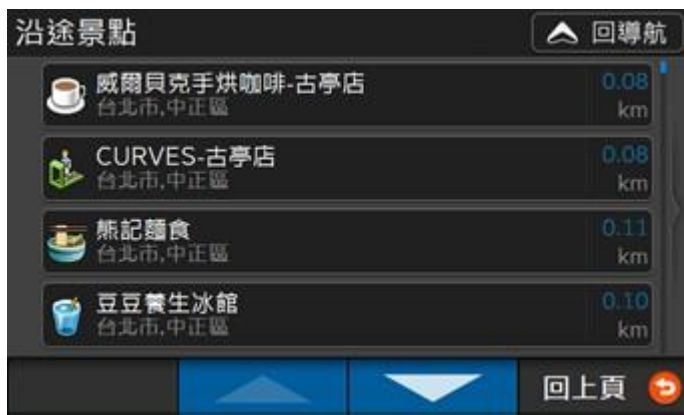 沿途景點
回導航
威爾貝克手烘咖啡-古亭店
0.08
台北市,中正區
km
CURVES-古亭店
0.08
台北市,中正區
km
熊記麵食
0.11
台北市,中正區
km
豆豆養生冰館
0.10
台北市,中正區
km
回上頁